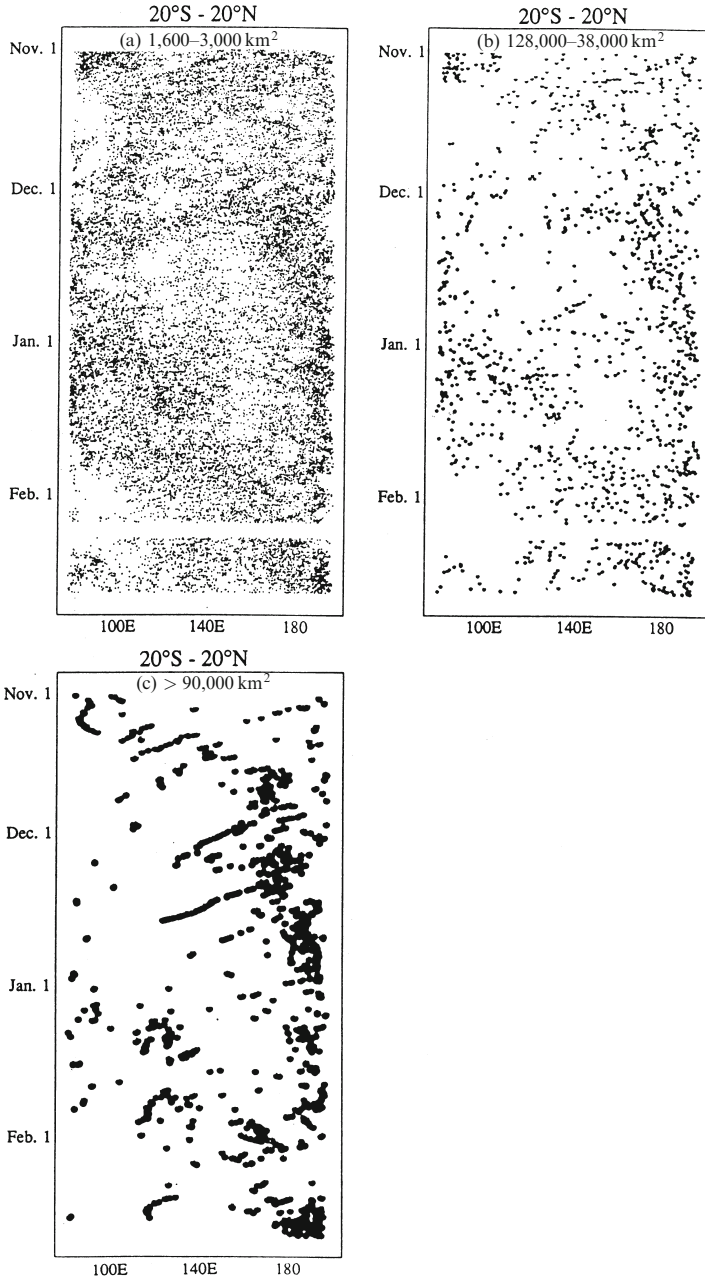 20°S - 20°N
(a) 1,600–3,000 km²
Nov. 1
Dec. 1
Jan. 1
Feb. 1
100E 140E 180
20°S - 20°N
(b) 128,000–38,000 km²
Nov. 1
Dec. 1
Jan. 1
Feb. 1
100E 140E 180
20°S - 20°N
(c) > 90,000 km²
Nov. 1
Dec. 1
Jan. 1
Feb. 1
100E 140E 180